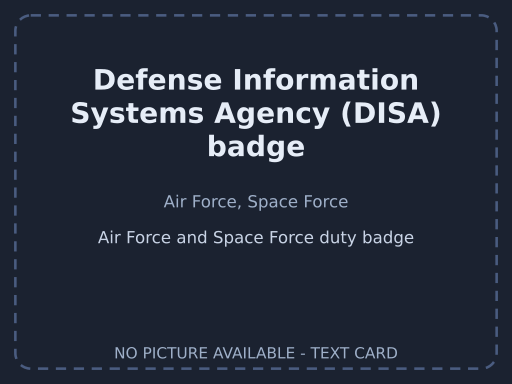 Defense Information
Systems Agency (DISA)
badge
Air Force, Space Force
Air Force and Space Force duty badge
NO PICTURE AVAILABLE - TEXT CARD